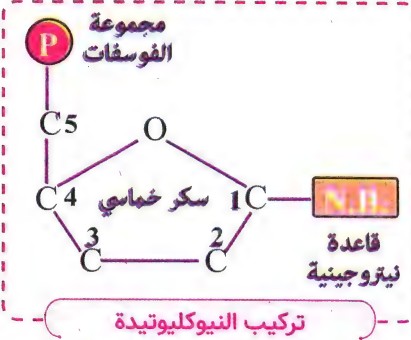 مجموعة
الفوسفات
P
C5
O
C4
سكر خماسي
1C
3
C
2
C
قاعدة
نيتروجينية
تركيب النيوكليوتيدة